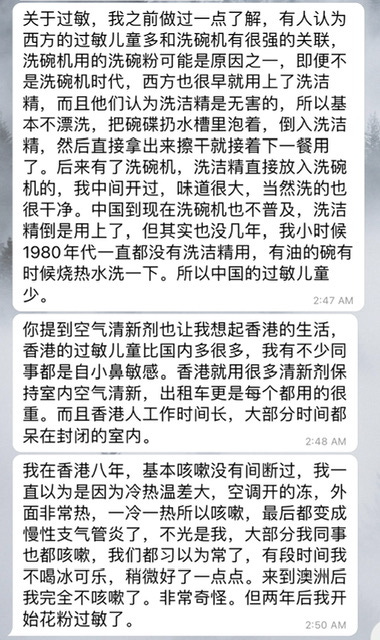 关于过敏，我之前做过一点了解，有人认为
西方的过敏儿童多和洗碗机有很强的关联，
洗碗机用的洗碗粉可能是原因之一，即便不
是洗碗机时代，西方也很早就用上了洗洁
精，而且他们认为洗洁精是无害的，所以基
本不漂洗，把碗碟扔水槽里泡着，倒入洗洁
精，然后直接拿出来擦干就接着下一餐用
了。后来有了洗碗机，洗洁精直接放入洗碗
机的，我中间开过，味道很大，当然洗的也
很干净。中国到现在洗碗机也不普及，洗洁
精倒是用上了，但其实也没几年，我小时候
1980年代一直都没有洗洁精用，有油的碗有
时候烧热水洗一下。所以中国的过敏儿童
少。
2:47 AM
你提到空气清新剂也让我想起香港的生活，
香港的过敏儿童比国内多很多，我有不少同
事都是自小鼻敏感。香港就用很多清新剂保
持室内空气清新，出租车更是每个都用的很
重。而且香港人工作时间长，大部分时间都
呆在封闭的室内。
2:48 AM
我在香港八年，基本咳嗽没有间断过，我一
直以为是因为冷热温差大，空调开的冻，外
面非常热，一冷一热所以咳嗽，最后都变成
慢性支气管炎了，不光是我，大部分我同事
也都咳嗽，我们都习以为常了，有段时间我
不喝冰可乐，稍微好了一点点。来到澳洲后
我完全不咳嗽了。非常奇怪。但两年后我开
始花粉过敏了。
2:50 AM